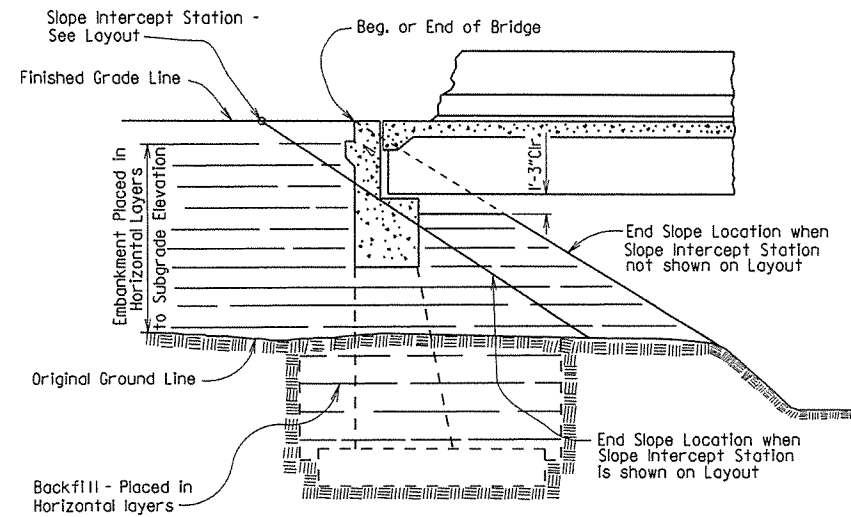 Slope Intercept Station -
See Layout
Beg. or End of Bridge
Finished Grade Line
Embankment Placed in
Horizontal Layers
to Subgrade Elevation
1'-3"Clr.
End Slope Location when
Slope Intercept Station
not shown on Layout
Original Ground Line
End Slope Location when
Slope Intercept Station
is shown on Layout
Backfill - Placed in
Horizontal layers